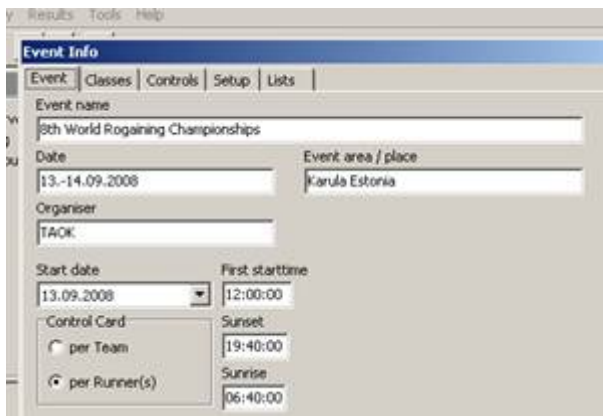 Results Tools Help
Event Info
Event Classes Controls Setup Lists
Event name
8th World Rogaining Championships
Date Event area / place
13.-14.09.2008 Karula Estonia
Organiser
TAOK
Start date First starttime
13.09.2008 12:00:00
Control Card Sunset
per Team 19:40:00
per Runner(s) Sunrise
06:40:00